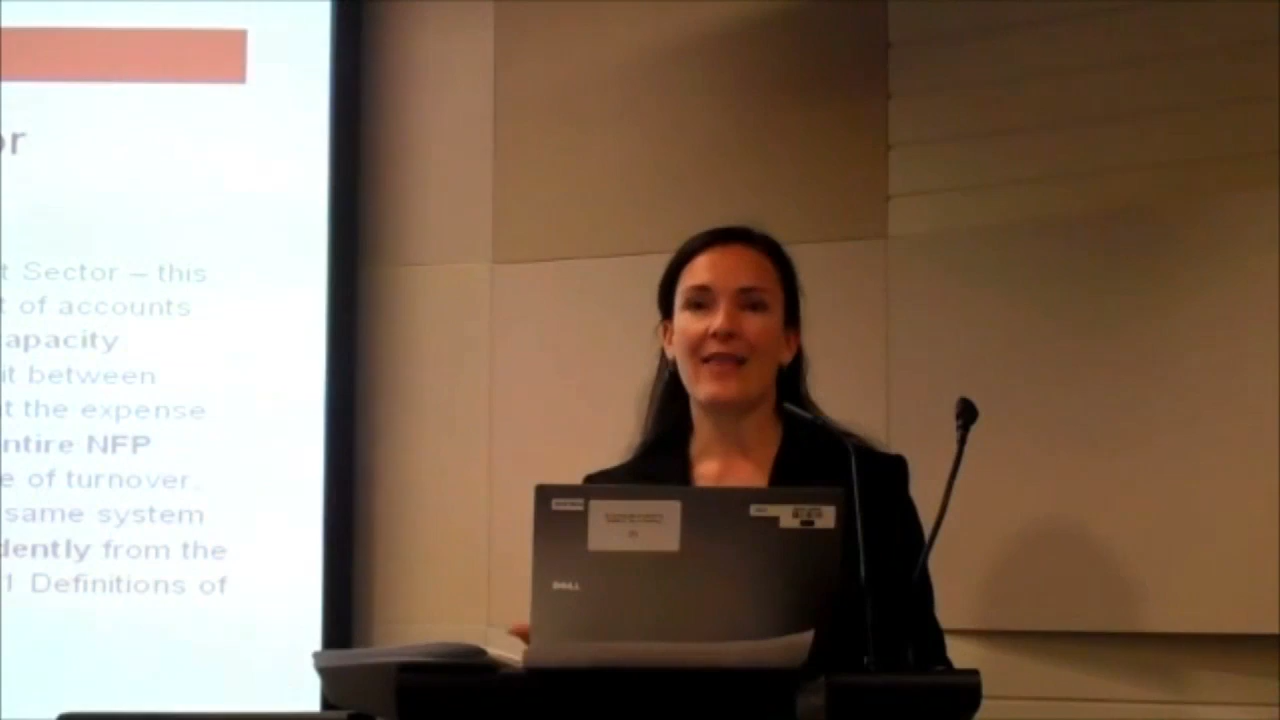 or
t Sector – this
t of accounts
apacity
it between
t the expense
ntire NFP
e of turnover.
same system
dently from the
1 Definitions of
DELL